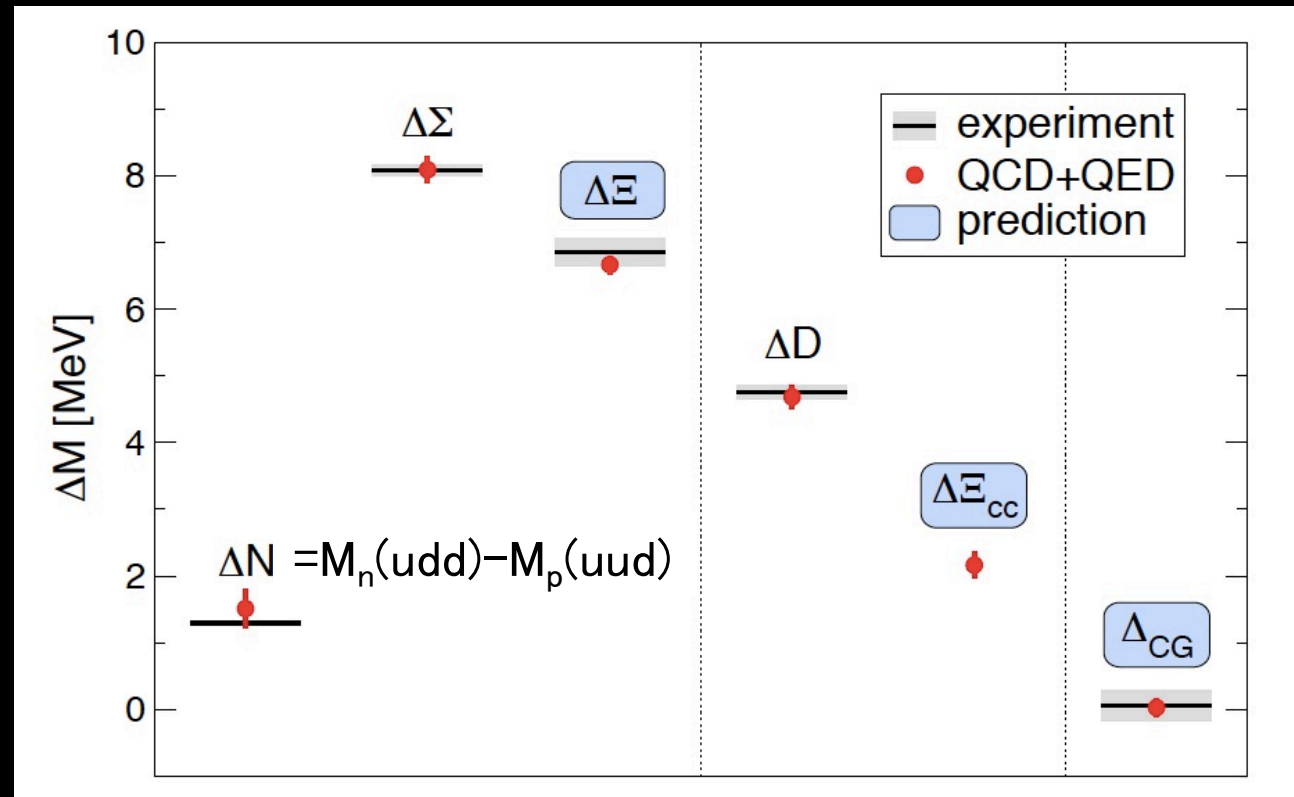 10
8
6
4
2
0
ΔM [MeV]
ΔΣ
ΔΞ
experiment
QCD+QED
prediction
ΔD
ΔΞcc
ΔN =Mn(udd)−Mp(uud)
ΔCG